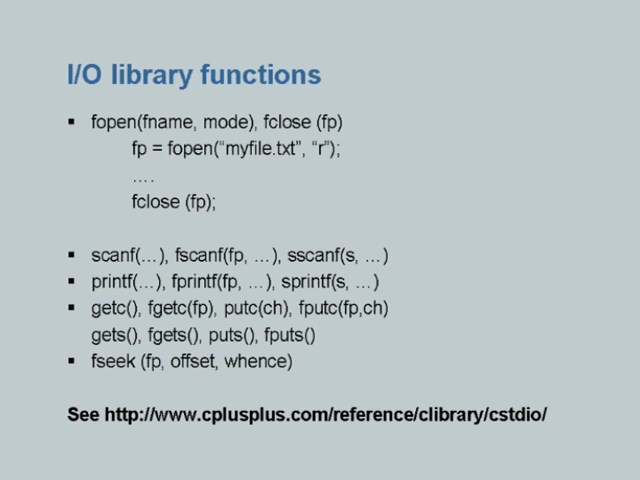 I/O library functions
▪ fopen(fname, mode), fclose (fp)
fp = fopen(“myfile.txt”, “r”);
….
fclose (fp);
▪ scanf(…), fscanf(fp, …), sscanf(s, …)
▪ printf(…), fprintf(fp, …), sprintf(s, …)
▪ getc(), fgetc(fp), putc(ch), fputc(fp,ch)
gets(), fgets(), puts(), fputs()
▪ fseek (fp, offset, whence)
See http://www.cplusplus.com/reference/clibrary/cstdio/